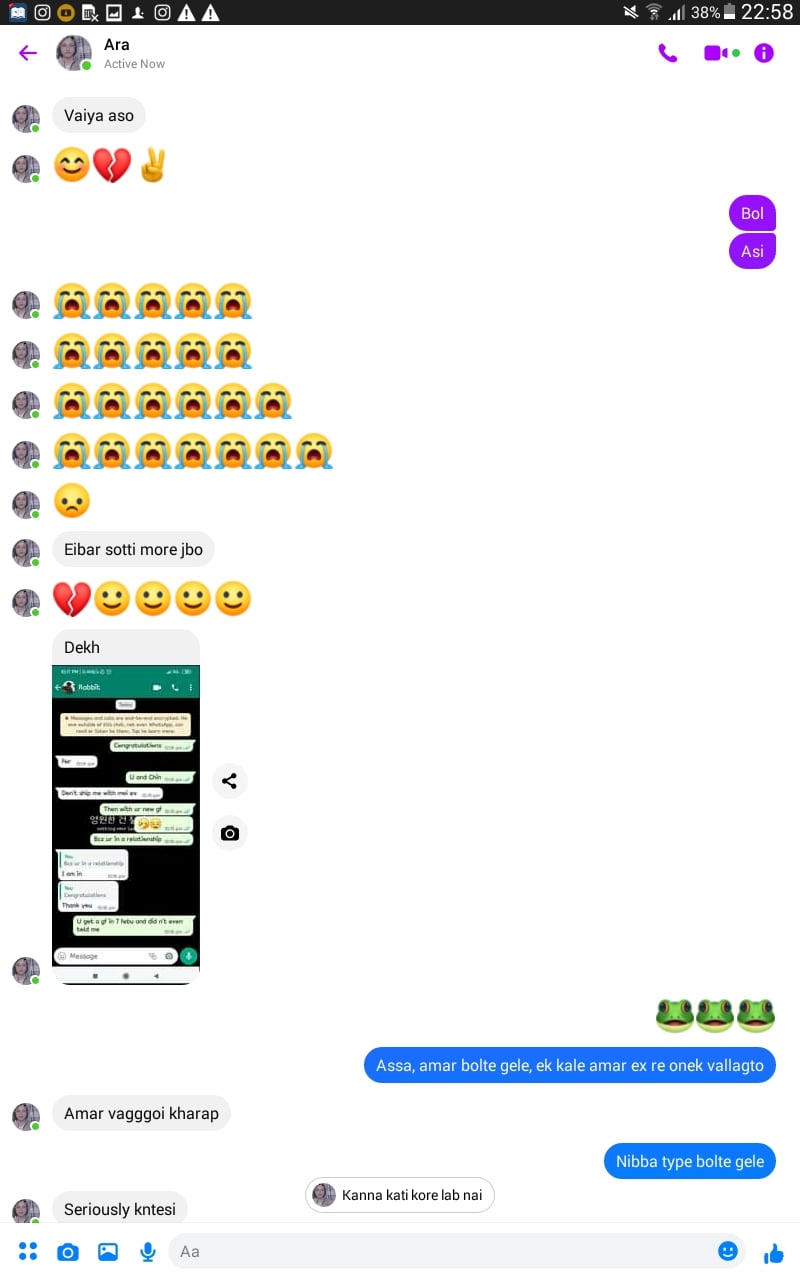 38% 22:58
Ara
Active Now
Vaiya aso
😊💔✌️
Bol
Asi
😭😭😭😭😭
😭😭😭😭😭
😭😭😭😭😭😭
😭😭😭😭😭😭😭
🙁
Eibar sotti more jbo
💔🙂🙂🙂🙂
Dekh
Rabbit
Today
Messages and calls are end-to-end encrypted. No
one outside of this chat, not even WhatsApp, can
read or listen to them. Tap to learn more.
Congratulations
For
U and Chin
Don't ship me with mei
Then with ur new gf
영원한 건
Bcz ur in a relationship
You
Bcz ur in a relationship
I am in
You
Congratulations
Thank you
U get a gf in 7 febu and did n't even
told me
Message
🐸🐸🐸
Assa, amar bolte gele, ek kale amar ex re onek vallagto
Amar vagggoi kharap
Nibba type bolte gele
Kanna kati kore lab nai
Seriously kntesi
Aa